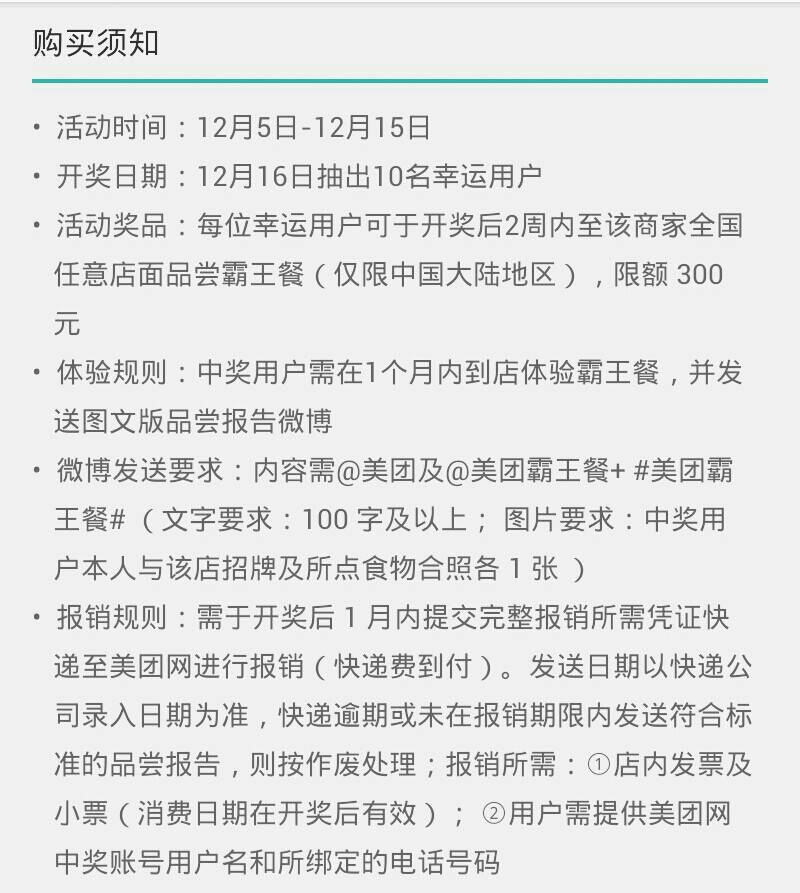 购买须知
• 活动时间：12月5日-12月15日
• 开奖日期：12月16日抽出10名幸运用户
• 活动奖品：每位幸运用户可于开奖后2周内至该商家全国
任意店面品尝霸王餐（仅限中国大陆地区），限额 300
元
• 体验规则：中奖用户需在1个月内到店体验霸王餐，并发
送图文版品尝报告微博
• 微博发送要求：内容需@美团及@美团霸王餐+ #美团霸
王餐# （文字要求：100 字及以上； 图片要求：中奖用
户本人与该店招牌及所点食物合照各 1 张 ）
• 报销规则：需于开奖后 1 月内提交完整报销所需凭证快
递至美团网进行报销（快递费到付）。发送日期以快递公
司录入日期为准，快递逾期或未在报销期限内发送符合标
准的品尝报告，则按作废处理；报销所需：①店内发票及
小票（消费日期在开奖后有效）； ②用户需提供美团网
中奖账号用户名和所绑定的电话号码